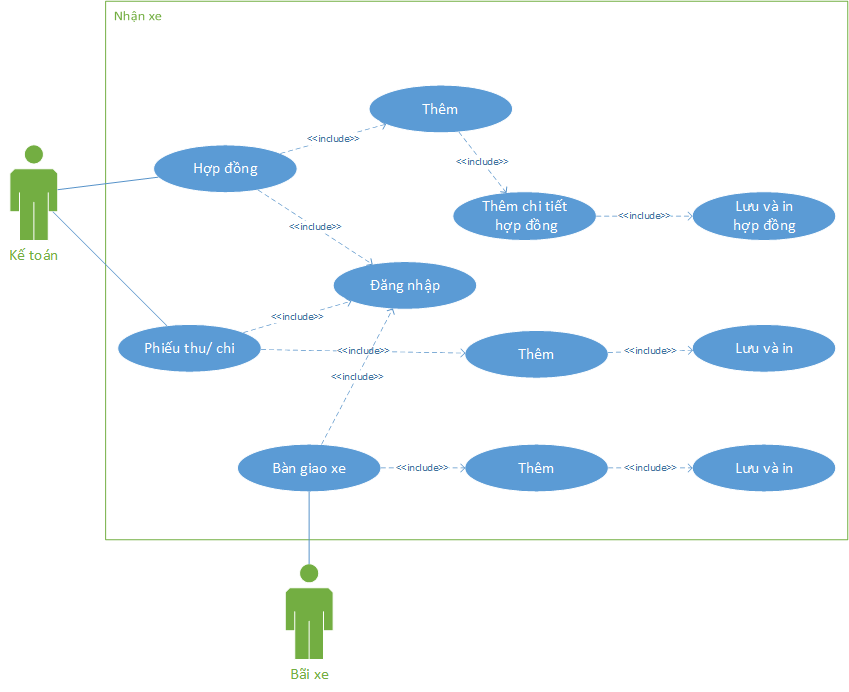 Nhận xe
Thêm
<<include>>
Hợp đồng
<<include>>
Thêm chi tiết
hợp đồng
<<include>>
Lưu và in
hợp đồng
<<include>>
Kế toán
Đăng nhập
<<include>>
Phiếu thu/ chi
<<include>>
Thêm
<<include>>
Lưu và in
<<include>>
Bàn giao xe
<<include>>
Thêm
<<include>>
Lưu và in
Bãi xe